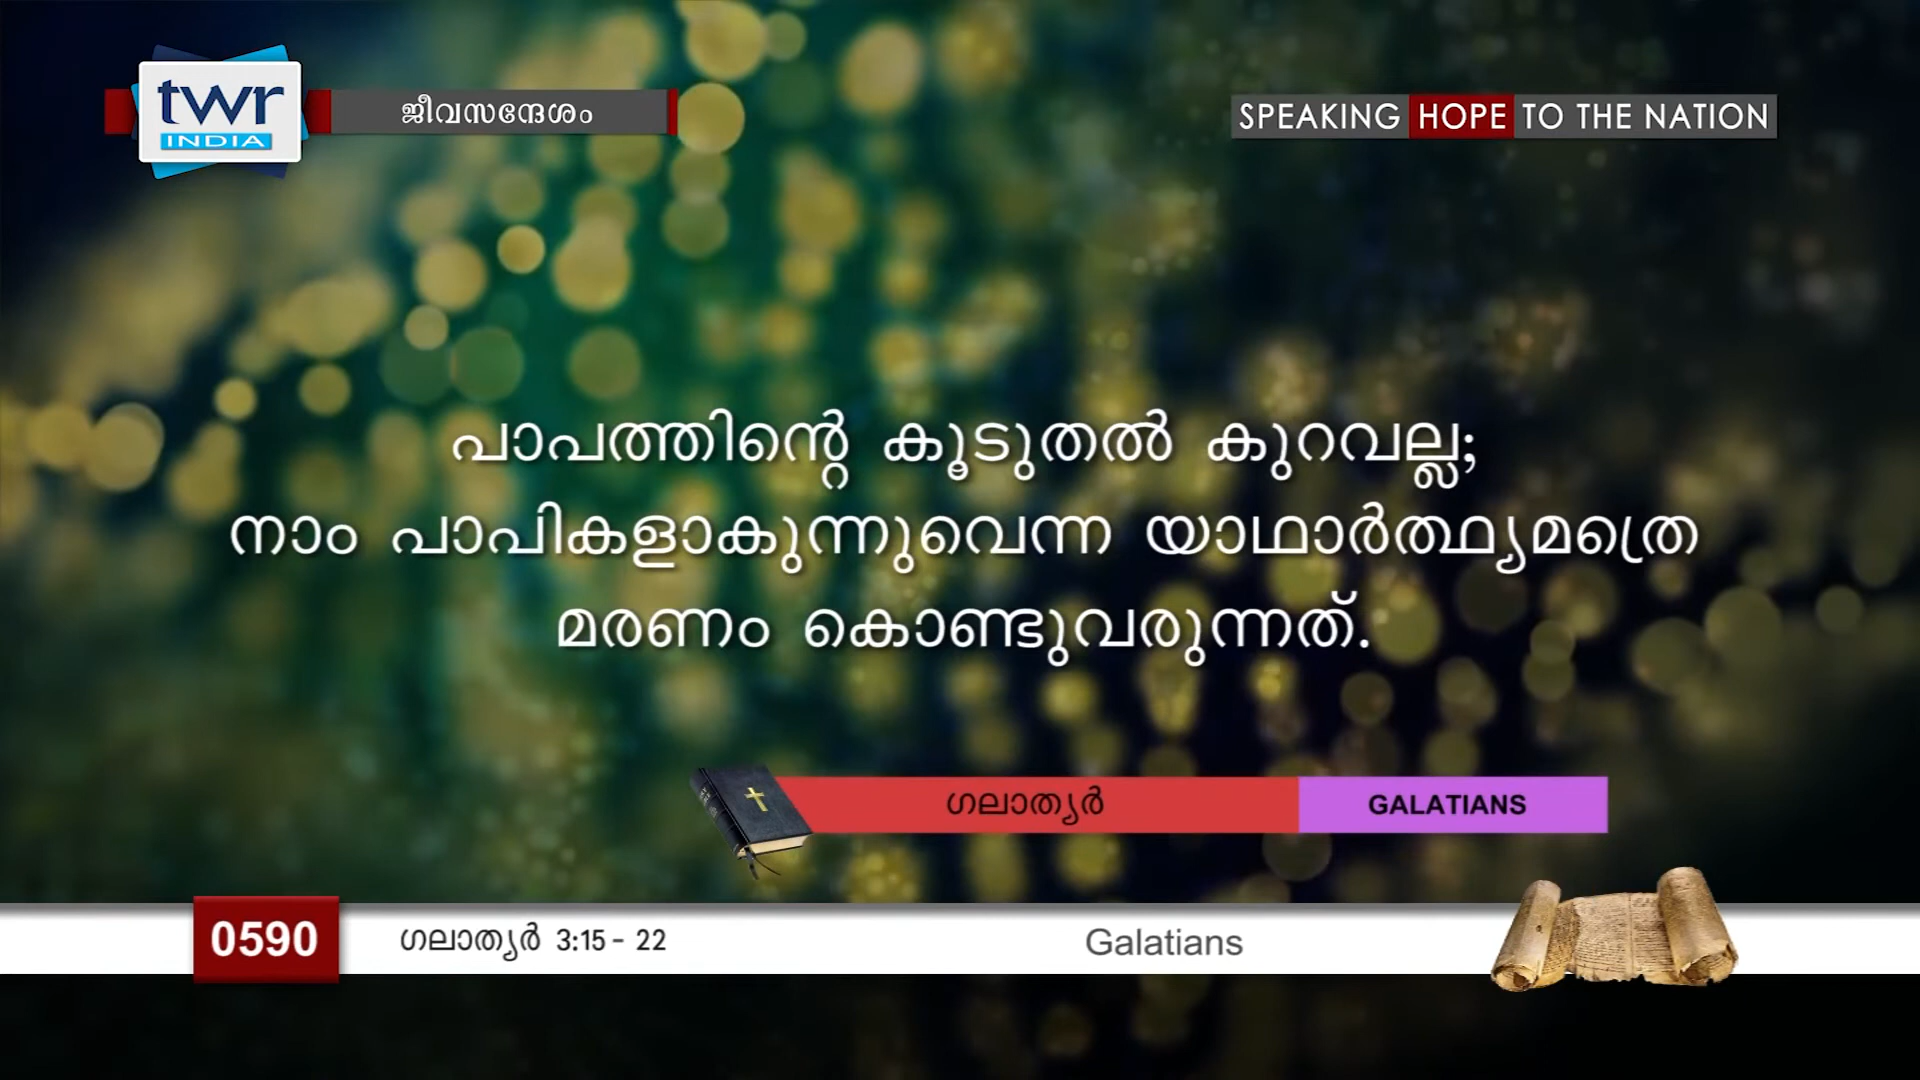 twr
INDIA
ജീവസന്ദേശം
SPEAKING HOPE TO THE NATION
പാപത്തിന്റെ കൂടുതൽ കുറവല്ല;
നാം പാപികളാകുന്നുവെന്ന യാഥാർത്ഥ്യമത്രെ
മരണം കൊണ്ടുവരുന്നത്.
ഗലാത്യർ
GALATIANS
0590
ഗലാത്യർ 3:15- 22
Galatians